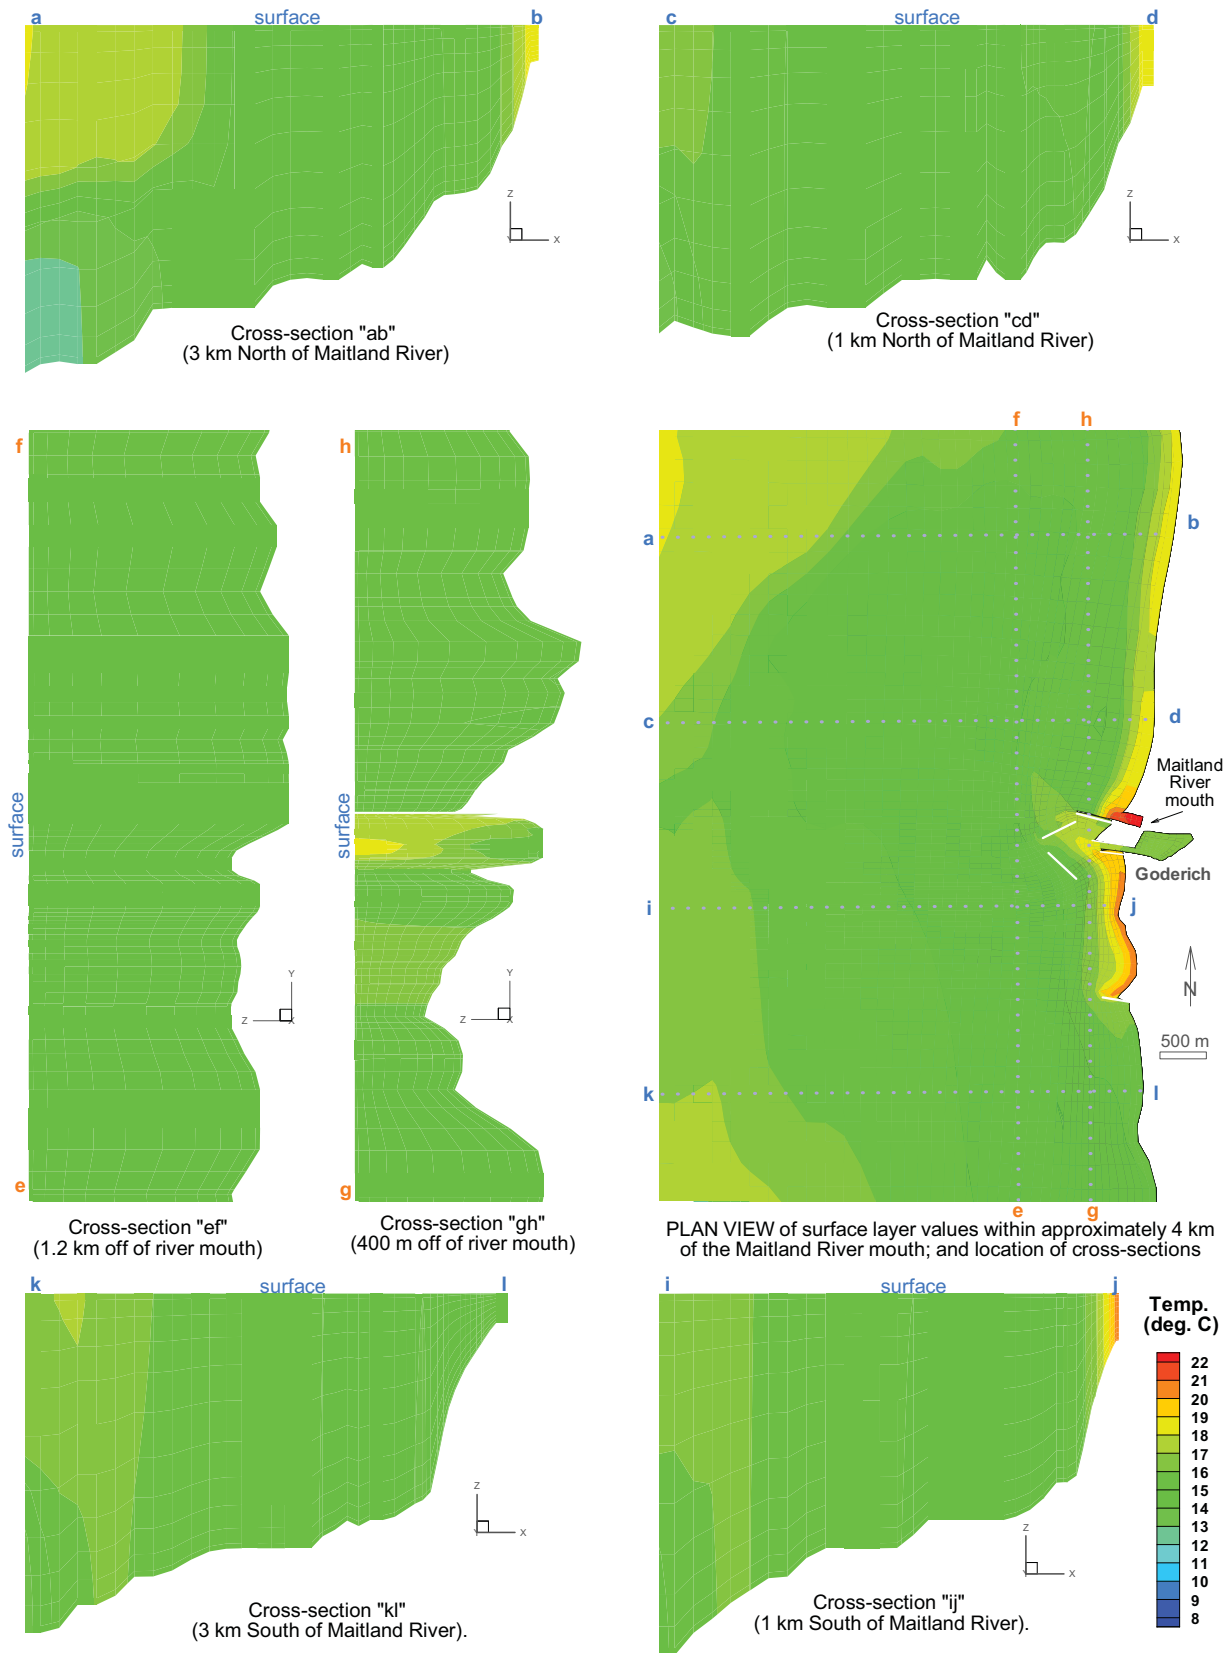 a surface b
c surface d
Z
X
Y
Z
X
Y
Cross-section "ab"
(3 km North of Maitland River)
Cross-section "cd"
(1 km North of Maitland River)
f
surface
e
Y
Z
X
Cross-section "ef"
(1.2 km off of river mouth)
h
surface
g
Y
Z
X
Cross-section "gh"
(400 m off of river mouth)
f h
a b
c d
Maitland
River
mouth
Goderich
i j
N
500 m
k l
e g
PLAN VIEW of surface layer values within approximately 4 km
of the Maitland River mouth; and location of cross-sections
k surface l
Z
X
Y
Cross-section "kl"
(3 km South of Maitland River).
i surface j
Z
X
Y
Cross-section "ij"
(1 km South of Maitland River).
Temp.
(deg. C)
22
21
20
19
18
17
16
15
14
13
12
11
10
9
8